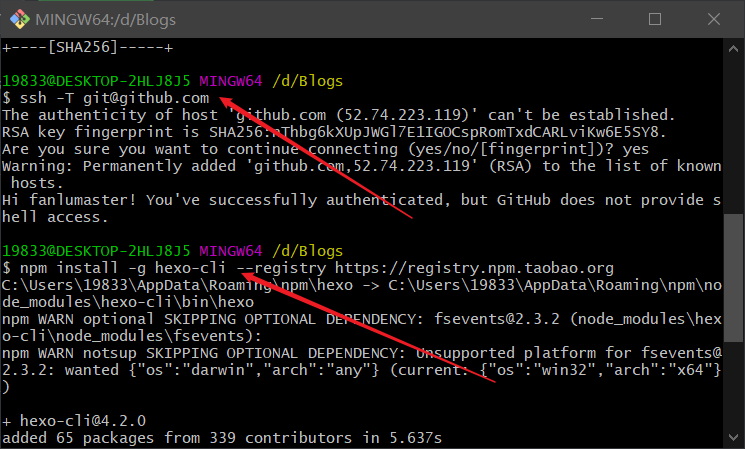 MINGW64:/d/Blogs
+----[SHA256]-----+
19833@DESKTOP-2HLJ8J5 MINGW64 /d/Blogs
$ ssh -T git@github.com
The authenticity of host 'github.com (52.74.223.119)' can't be established.
RSA key fingerprint is SHA256:nThbg6kXUpJWGl7E1IGOCspRomTxdCARLviKw6E5SY8.
Are you sure you want to continue connecting (yes/no/[fingerprint])? yes
Warning: Permanently added 'github.com,52.74.223.119' (RSA) to the list of known
 hosts.
Hi fanlumaster! You've successfully authenticated, but GitHub does not provide s
hell access.
19833@DESKTOP-2HLJ8J5 MINGW64 /d/Blogs
$ npm install -g hexo-cli --registry https://registry.npm.taobao.org
C:\Users\19833\AppData\Roaming\npm\hexo -> C:\Users\19833\AppData\Roaming\npm\no
de_modules\hexo-cli\bin\hexo
npm WARN optional SKIPPING OPTIONAL DEPENDENCY: fsevents@2.3.2 (node_modules\hex
o-cli\node_modules\fsevents):
npm WARN notsup SKIPPING OPTIONAL DEPENDENCY: Unsupported platform for fsevents@
2.3.2: wanted {"os":"darwin","arch":"any"} (current: {"os":"win32","arch":"x64"}
)
+ hexo-cli@4.2.0
added 65 packages from 339 contributors in 5.637s